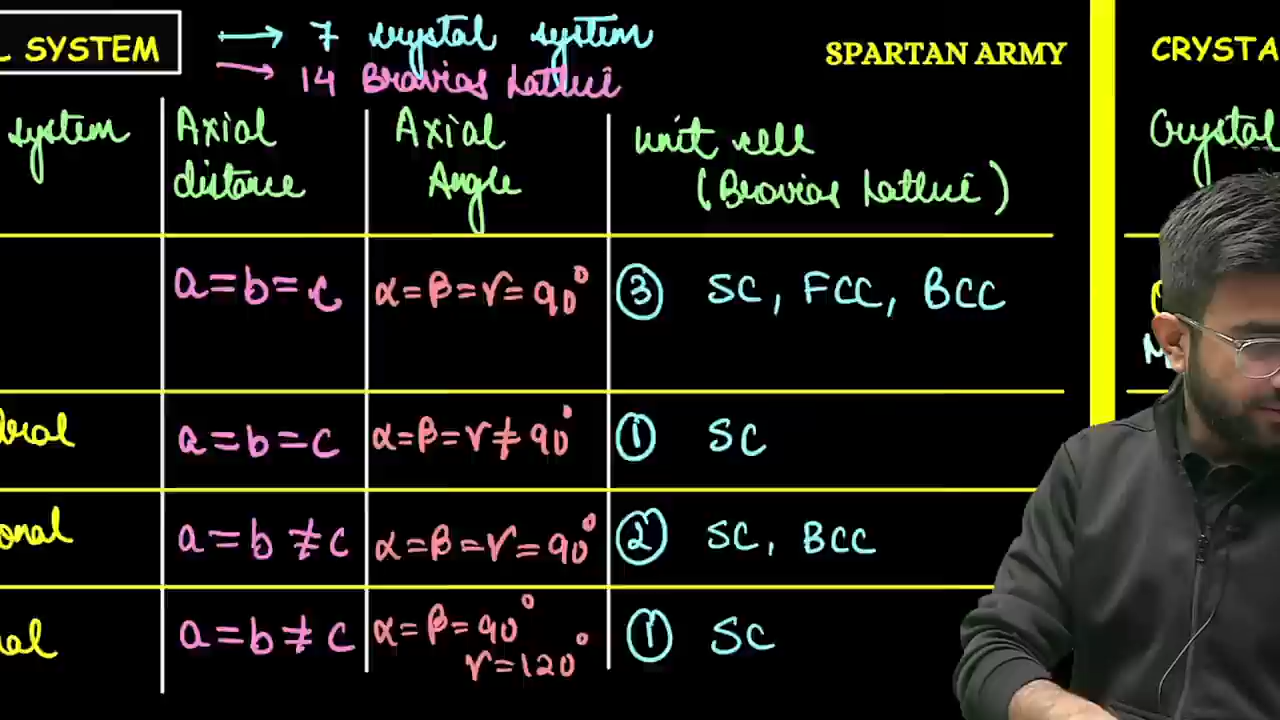 L SYSTEM
→ 7 crystal system
→ 14 Bravias Lattice
SPARTAN ARMY
CRYSTA
system
Axial distance
Axial Angle
unit cell
(Bravias Lattice)
Crystal
a = b = c
α = β = γ = 90°
③ SC, FCC, BCC
a = b = c
α = β = γ ≠ 90°
① SC
onal
a = b ≠ c
α = β = γ = 90°
② SC, BCC
al
a = b ≠ c
α = β = 90°
γ = 120°
① SC